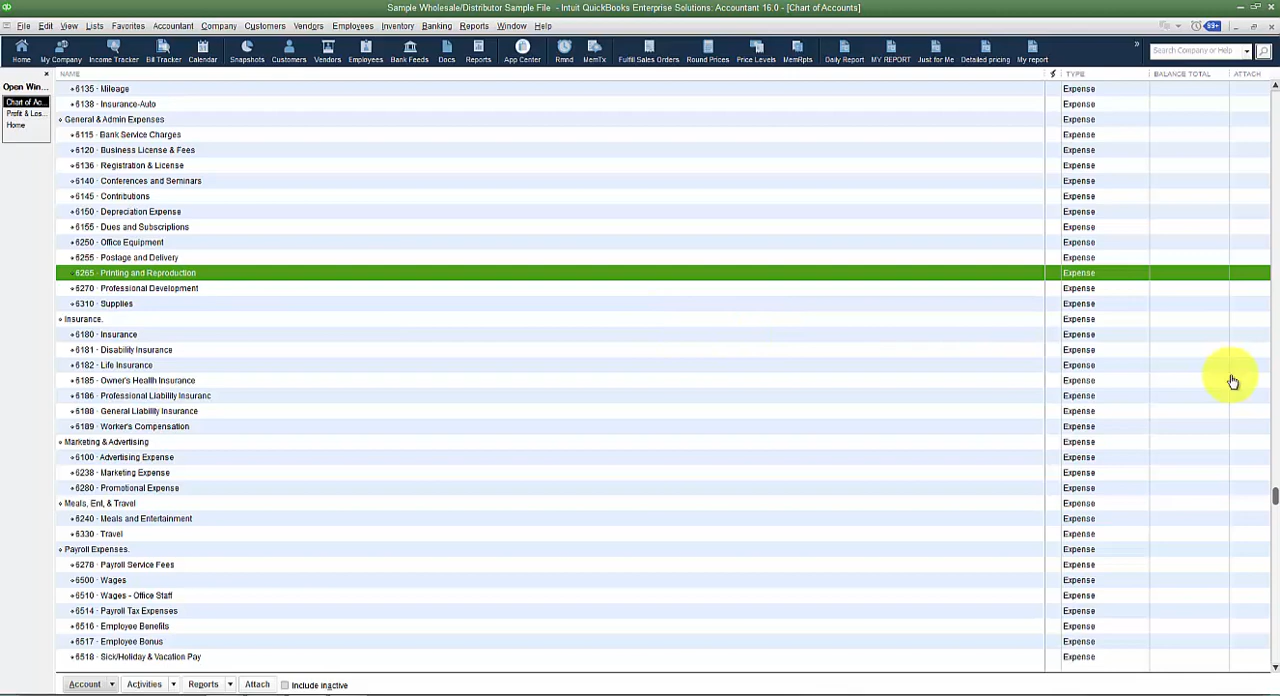 Sample Wholesale/Distributor Sample File - Intuit QuickBooks Enterprise Solutions: Accountant 16.0 - [Chart of Accounts]
File Edit View Lists Favorites Accountant Company Customers Vendors Employees Inventory Banking Reports Window Help 99+
Home My Company Income Tracker Bill Tracker Calendar Snapshots Customers Vendors Employees Bank Feeds Docs Reports App Center Rmnd MemTx Fulfill Sales Orders Round Prices Price Levels MemRpts Daily Report MY REPORT Just for Me Detailed pricing My report » Search Company or Help
Open Win...
Chart of Ac...
Profit & Los...
Home
NAME TYPE BALANCE TOTAL ATTACH
6135 · Mileage Expense
6138 · Insurance-Auto Expense
General & Admin Expenses Expense
6115 · Bank Service Charges Expense
6120 · Business License & Fees Expense
6136 · Registration & License Expense
6140 · Conferences and Seminars Expense
6145 · Contributions Expense
6150 · Depreciation Expense Expense
6155 · Dues and Subscriptions Expense
6250 · Office Equipment Expense
6255 · Postage and Delivery Expense
6265 · Printing and Reproduction Expense
6270 · Professional Development Expense
6310 · Supplies Expense
Insurance. Expense
6180 · Insurance Expense
6181 · Disability Insurance Expense
6182 · Life Insurance Expense
6185 · Owner's Health Insurance Expense
6186 · Professional Liability Insuranc Expense
6188 · General Liability Insurance Expense
6189 · Worker's Compensation Expense
Marketing & Advertising Expense
6100 · Advertising Expense Expense
6238 · Marketing Expense Expense
6280 · Promotional Expense Expense
Meals, Ent, & Travel Expense
6240 · Meals and Entertainment Expense
6330 · Travel Expense
Payroll Expenses. Expense
6278 · Payroll Service Fees Expense
6500 · Wages Expense
6510 · Wages - Office Staff Expense
6514 · Payroll Tax Expenses Expense
6516 · Employee Benefits Expense
6517 · Employee Bonus Expense
6518 · Sick/Holiday & Vacation Pay Expense
Account Activities Reports Attach Include inactive